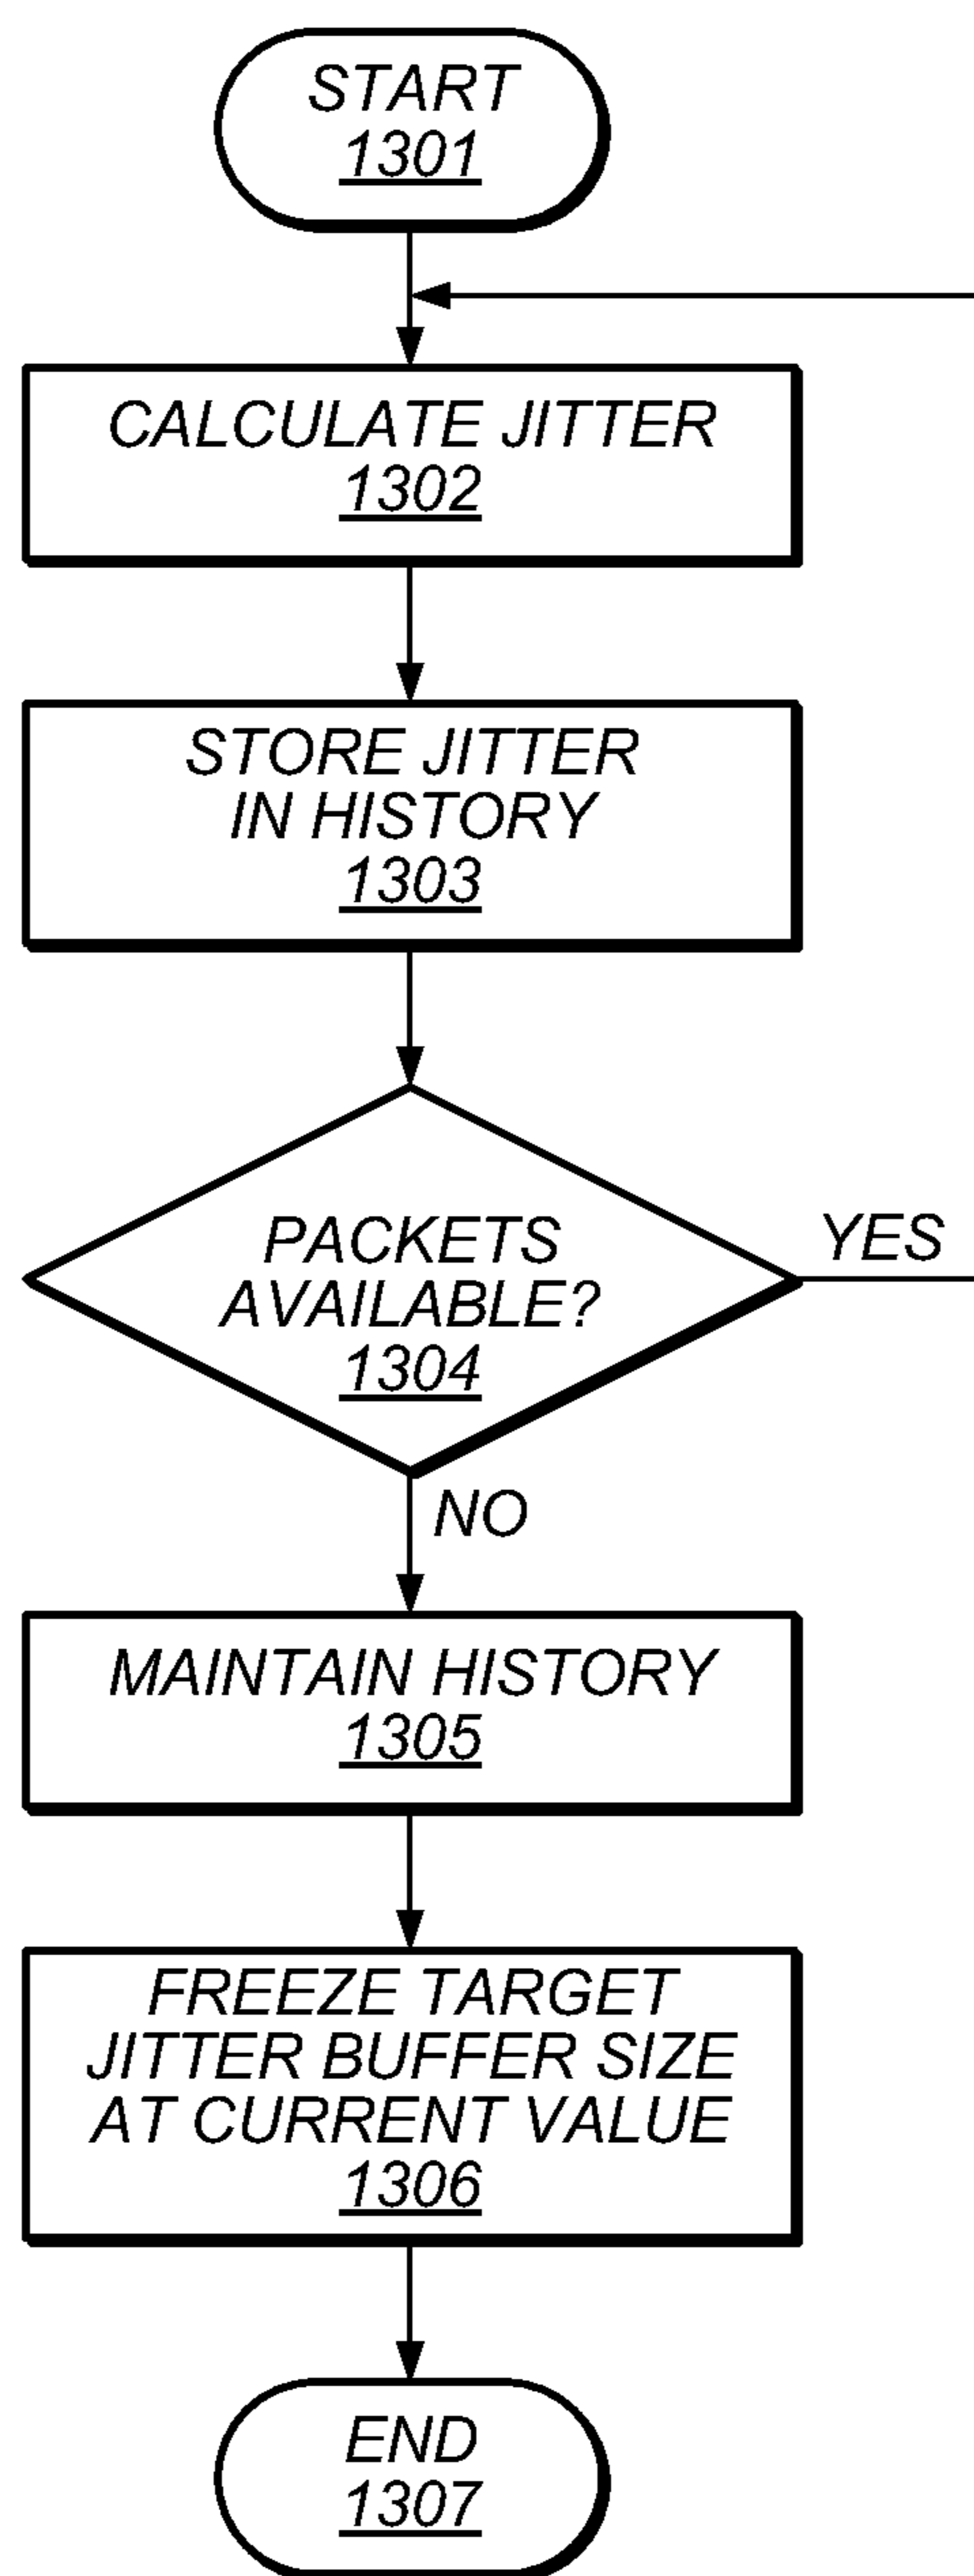 START
1301
CALCULATE JITTER
1302
STORE JITTER
IN HISTORY
1303
PACKETS
AVAILABLE?
1304
YES
NO
MAINTAIN HISTORY
1305
FREEZE TARGET
JITTER BUFFER SIZE
AT CURRENT VALUE
1306
END
1307